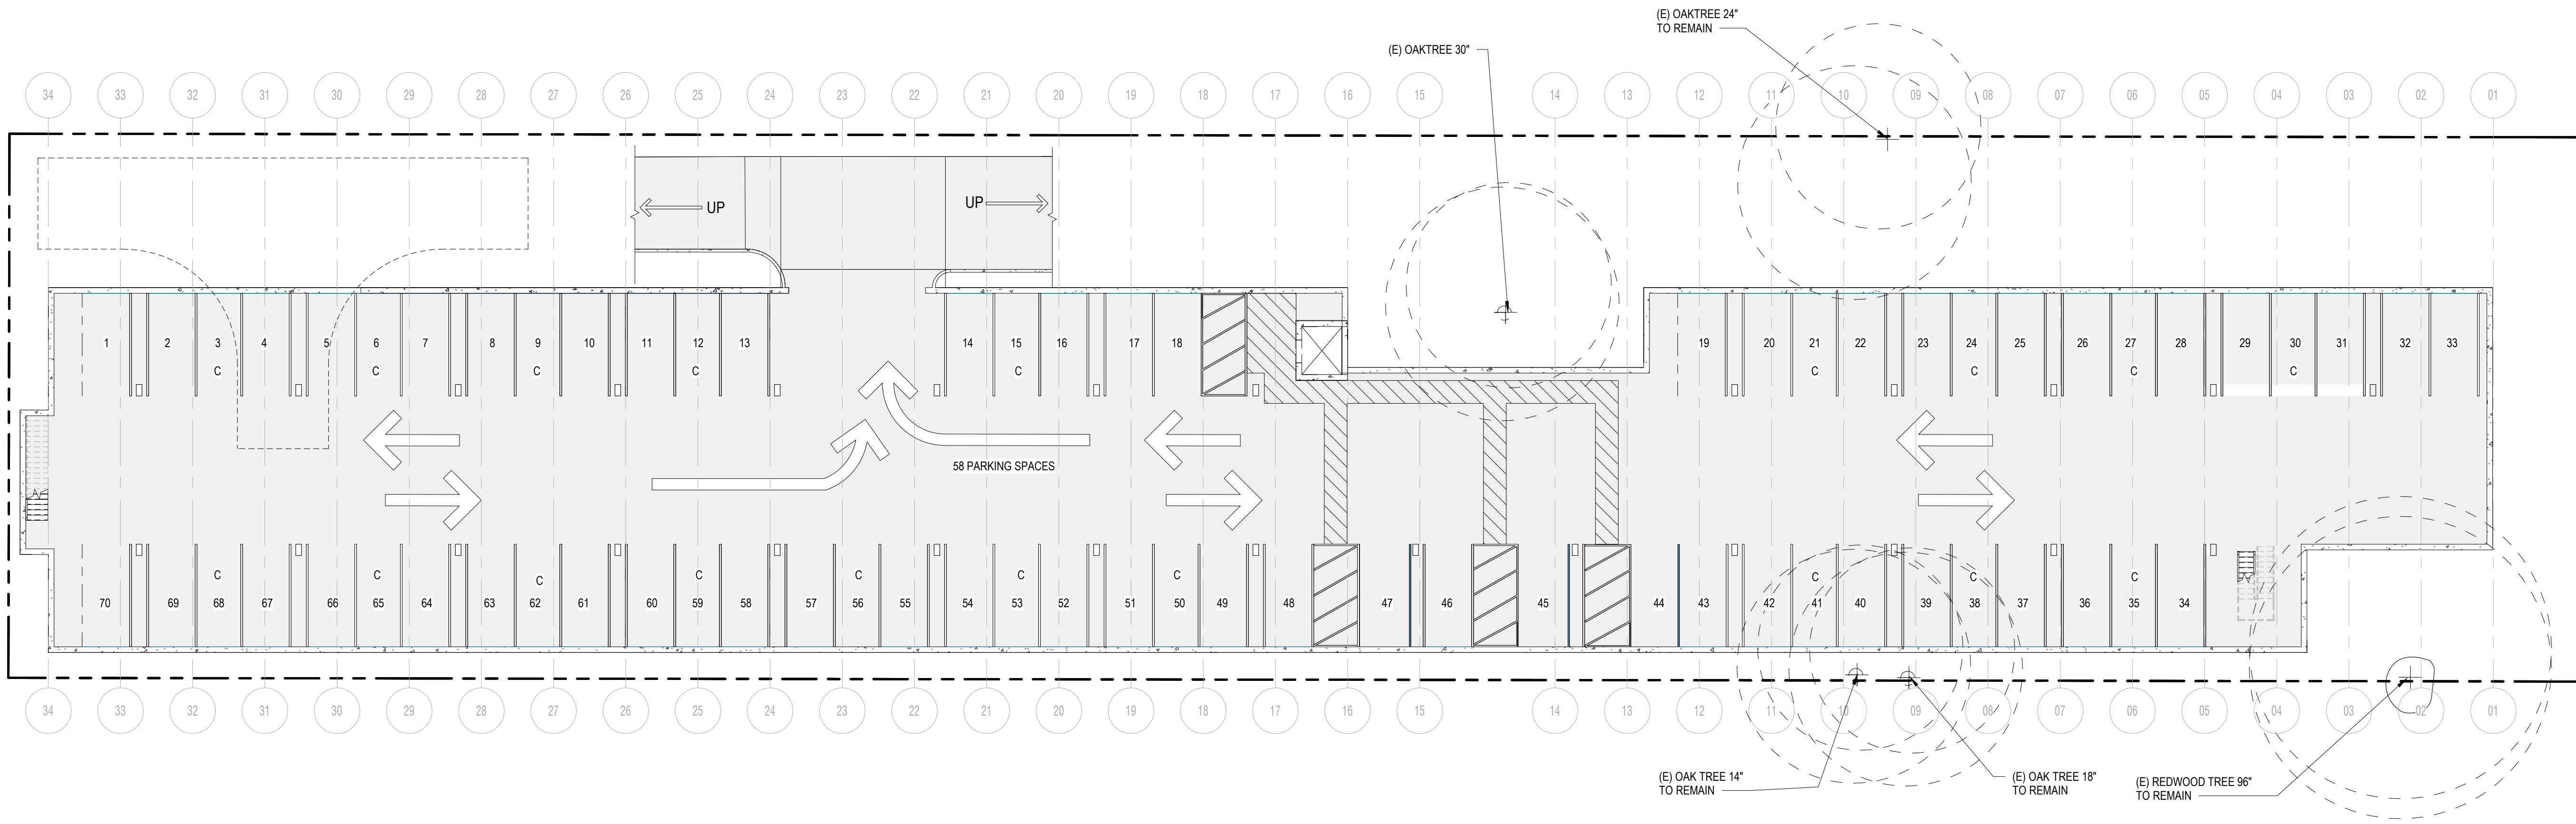 (E) OAKTREE 24"
TO REMAIN
(E) OAKTREE 30"
34 33 32 31 30 29 28 27 26 25 24 23 22 21 20 19 18 17 16 15 14 13 12 11 10 09 08 07 06 05 04 03 02 01
UP
UP
1 2 3 4 5 6 7 8 9 10 11 12 13 14 15 16 17 18 19 20 21 22 23 24 25 26 27 28 29 30 31 32 33
C C C C C C C C C
58 PARKING SPACES
C C C C C C C C C C
70 69 68 67 66 65 64 63 62 61 60 59 58 57 56 55 54 53 52 51 50 49 48 47 46 45 44 43 42 41 40 39 38 37 36 35 34
34 33 32 31 30 29 28 27 26 25 24 23 22 21 20 19 18 17 16 15 14 13 12 11 10 09 08 07 06 05 04 03 02 01
(E) OAK TREE 14"
TO REMAIN
(E) OAK TREE 18"
TO REMAIN
(E) REDWOOD TREE 96"
TO REMAIN